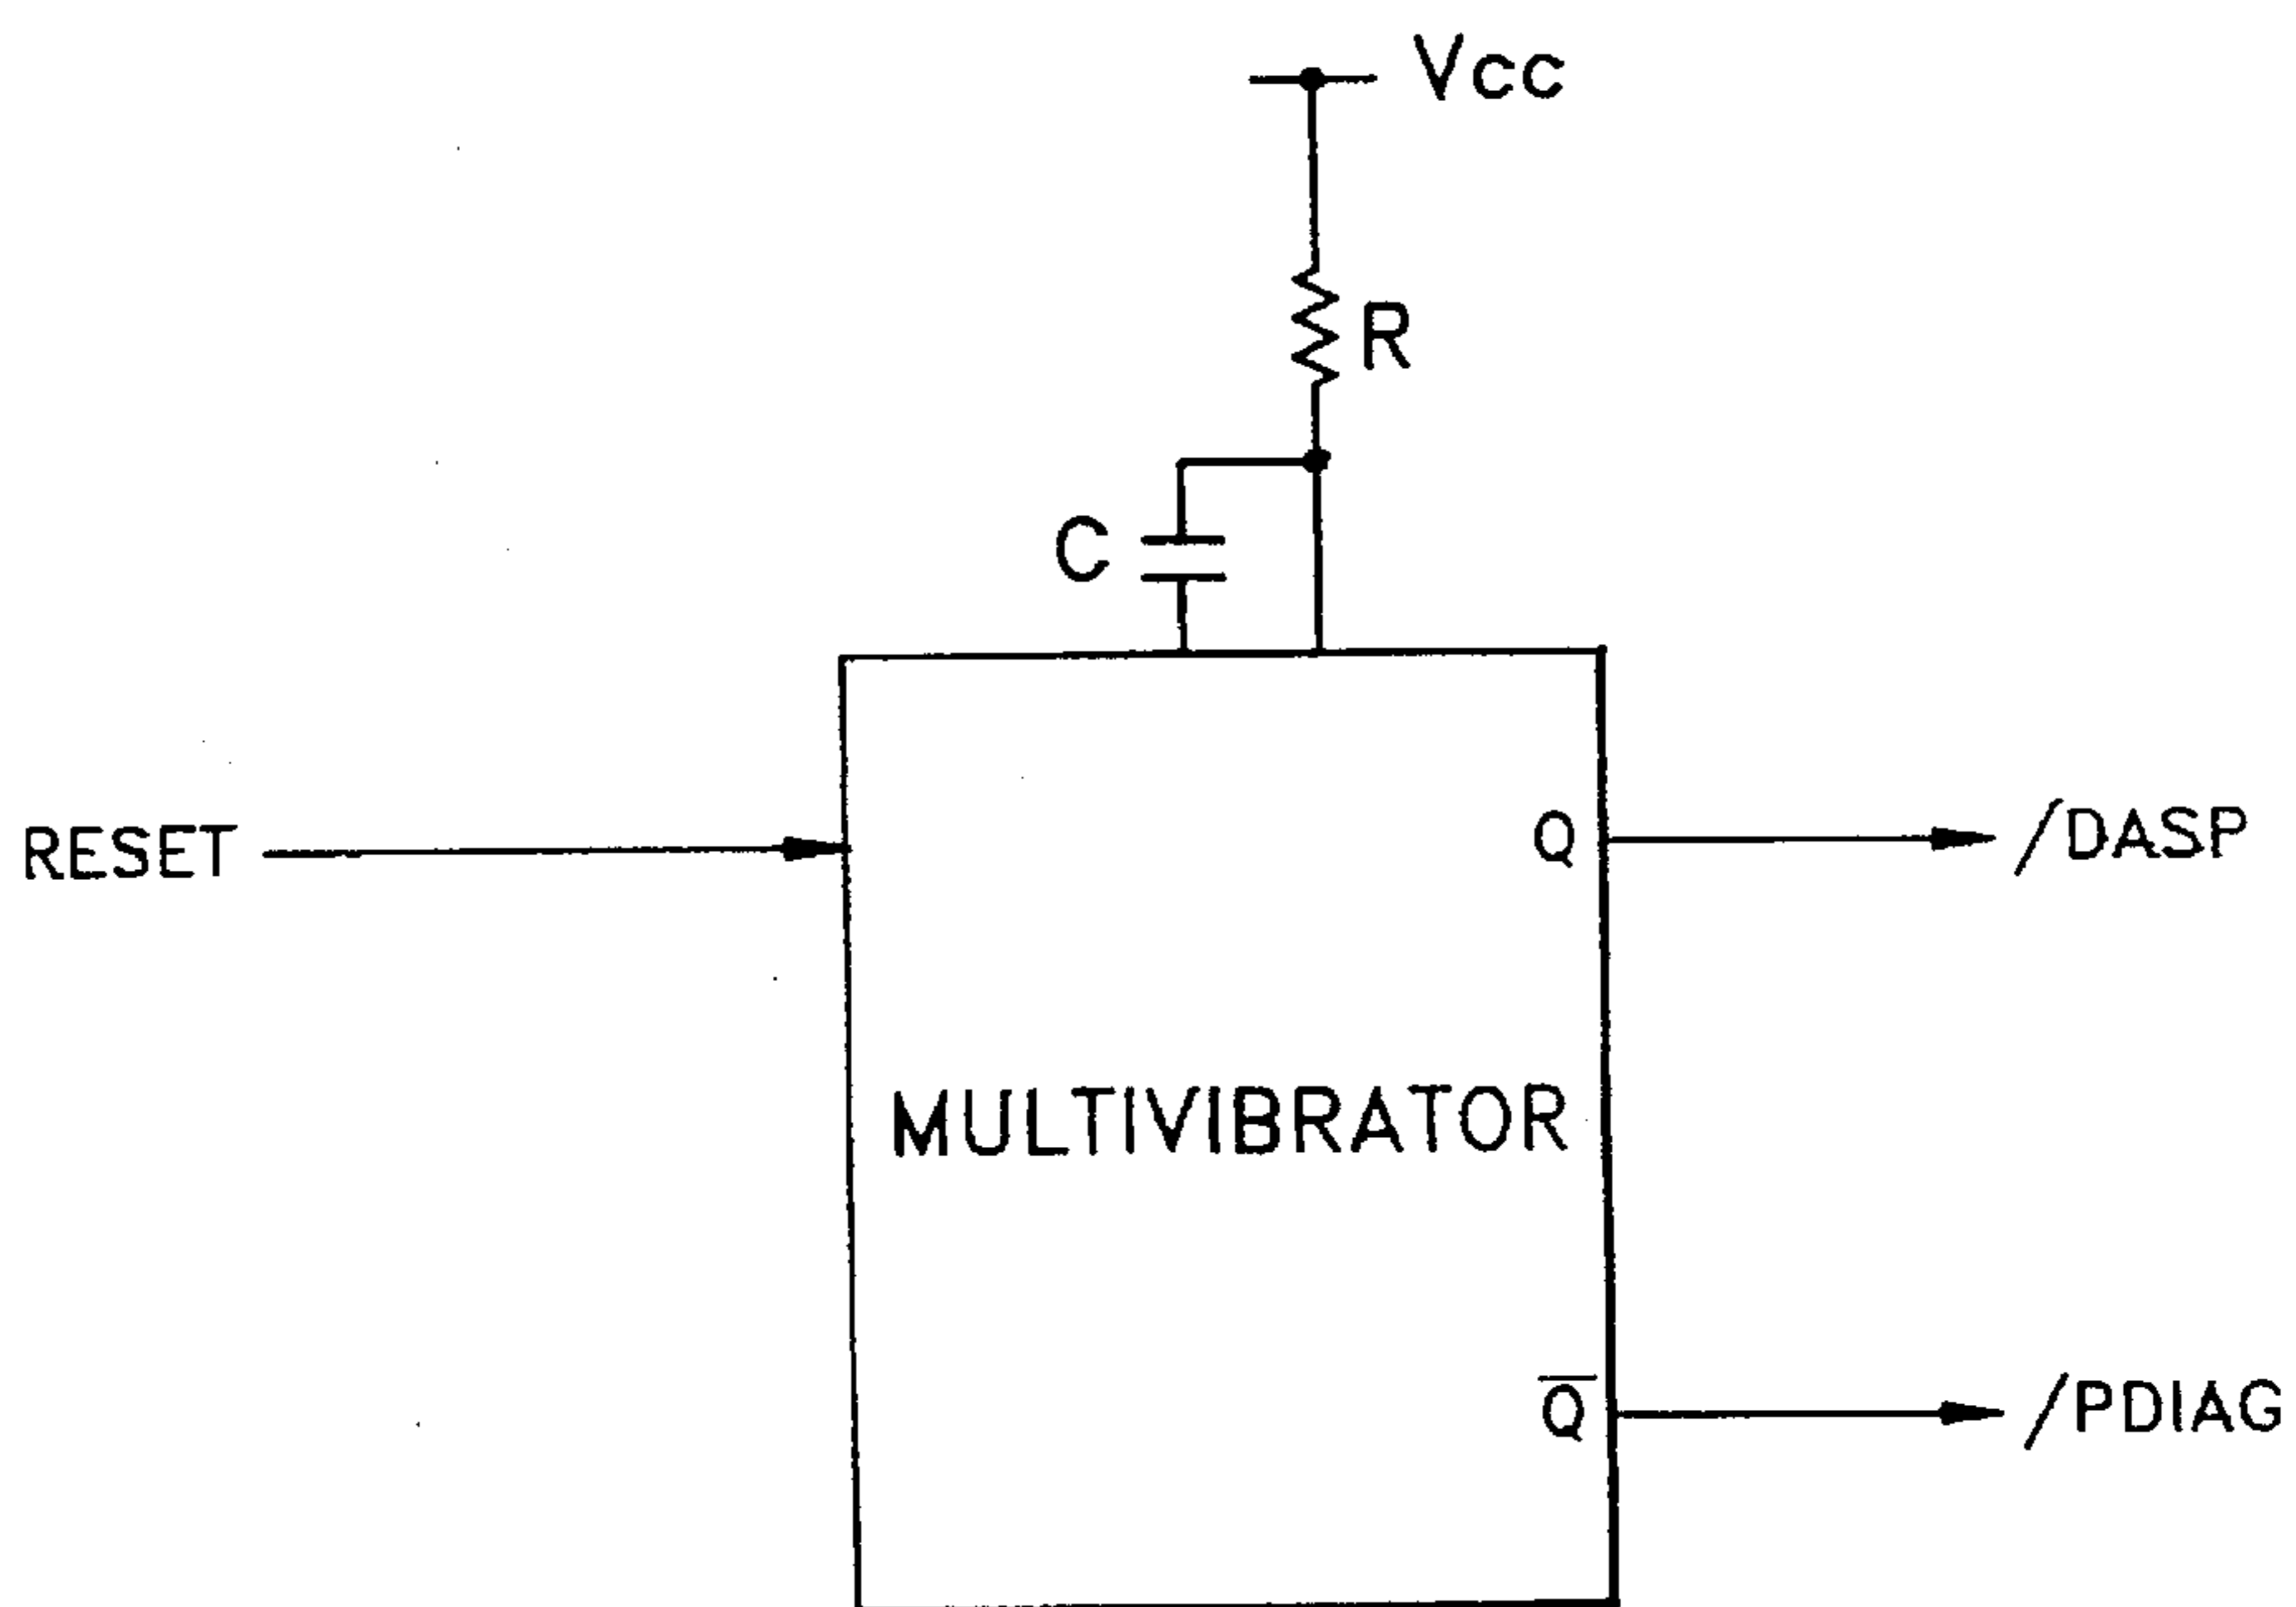 Vcc
R
C
RESET
Q
/DASP
MULTIVIBRATOR
Q̅
/PDIAG